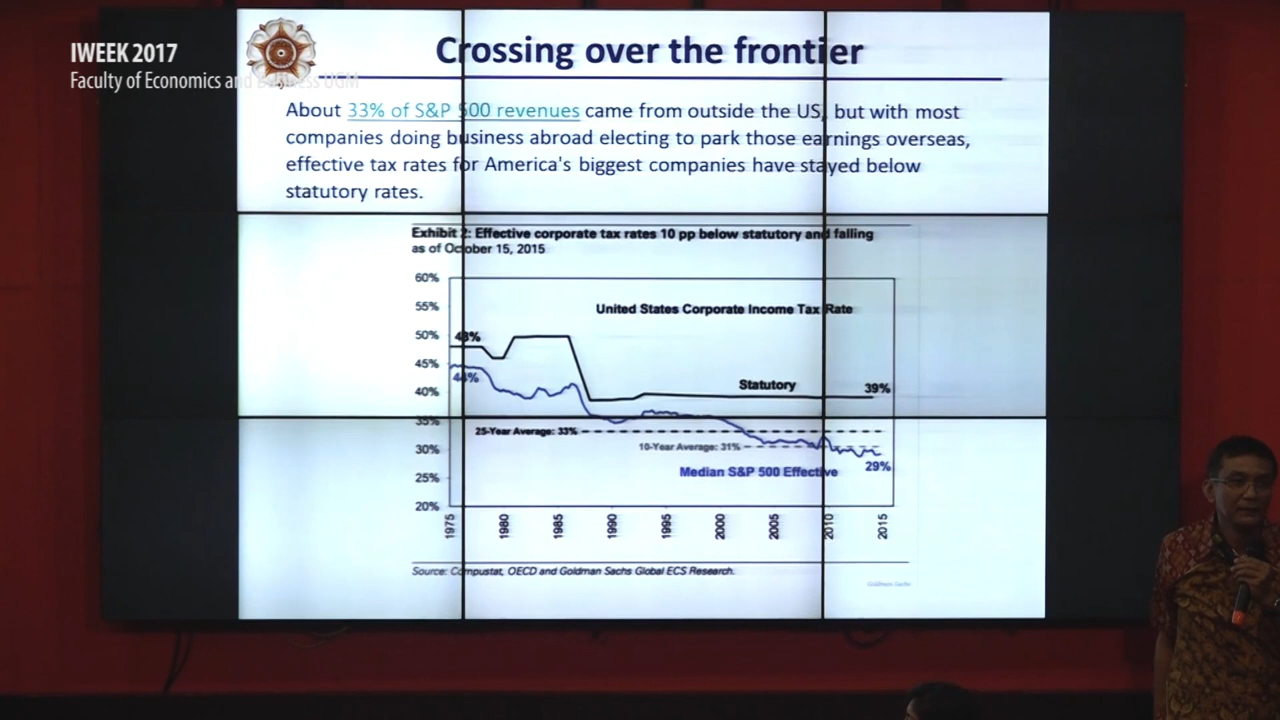 IWEEK 2017
Faculty of Economics and Business UGM
Crossing over the frontier
About 33% of S&P 500 revenues came from outside the US, but with most
companies doing business abroad electing to park those earnings overseas,
effective tax rates for America's biggest companies have stayed below
statutory rates.
Exhibit 2: Effective corporate tax rates 10 pp below statutory and falling
as of October 15, 2015
60%
55%
50%
45%
40%
35%
30%
25%
20%
United States Corporate Income Tax Rate
48%
44%
Statutory
39%
25-Year Average: 33%
10-Year Average: 31%
Median S&P 500 Effective
29%
1975
1980
1985
1990
1995
2000
2005
2010
2015
Source: Compustat, OECD and Goldman Sachs Global ECS Research.
Goldman Sachs